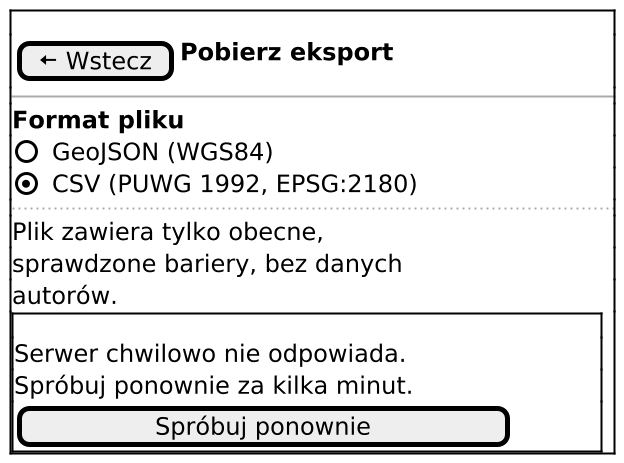 ← Wstecz Pobierz eksport
Format pliku
GeoJSON (WGS84)
CSV (PUWG 1992, EPSG:2180)
Plik zawiera tylko obecne,
sprawdzone bariery, bez danych
autorów.
Serwer chwilowo nie odpowiada.
Spróbuj ponownie za kilka minut.
Spróbuj ponownie